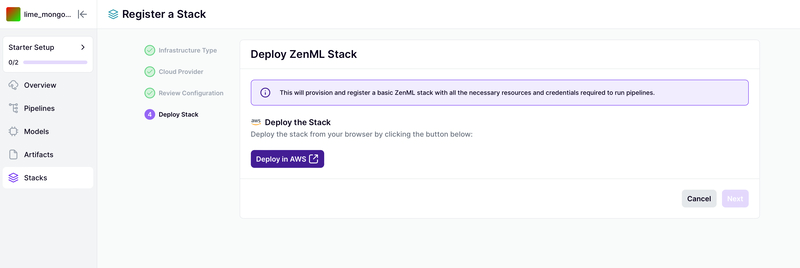 lime_mongo...
Register a Stack
Starter Setup
0/2
Overview
Pipelines
Models
Artifacts
Stacks
Infrastructure Type
Cloud Provider
Review Configuration
4 Deploy Stack
Deploy ZenML Stack
This will provision and register a basic ZenML stack with all the necessary resources and credentials required to run pipelines.
aws Deploy the Stack
Deploy the stack from your browser by clicking the button below:
Deploy in AWS
Cancel
Next